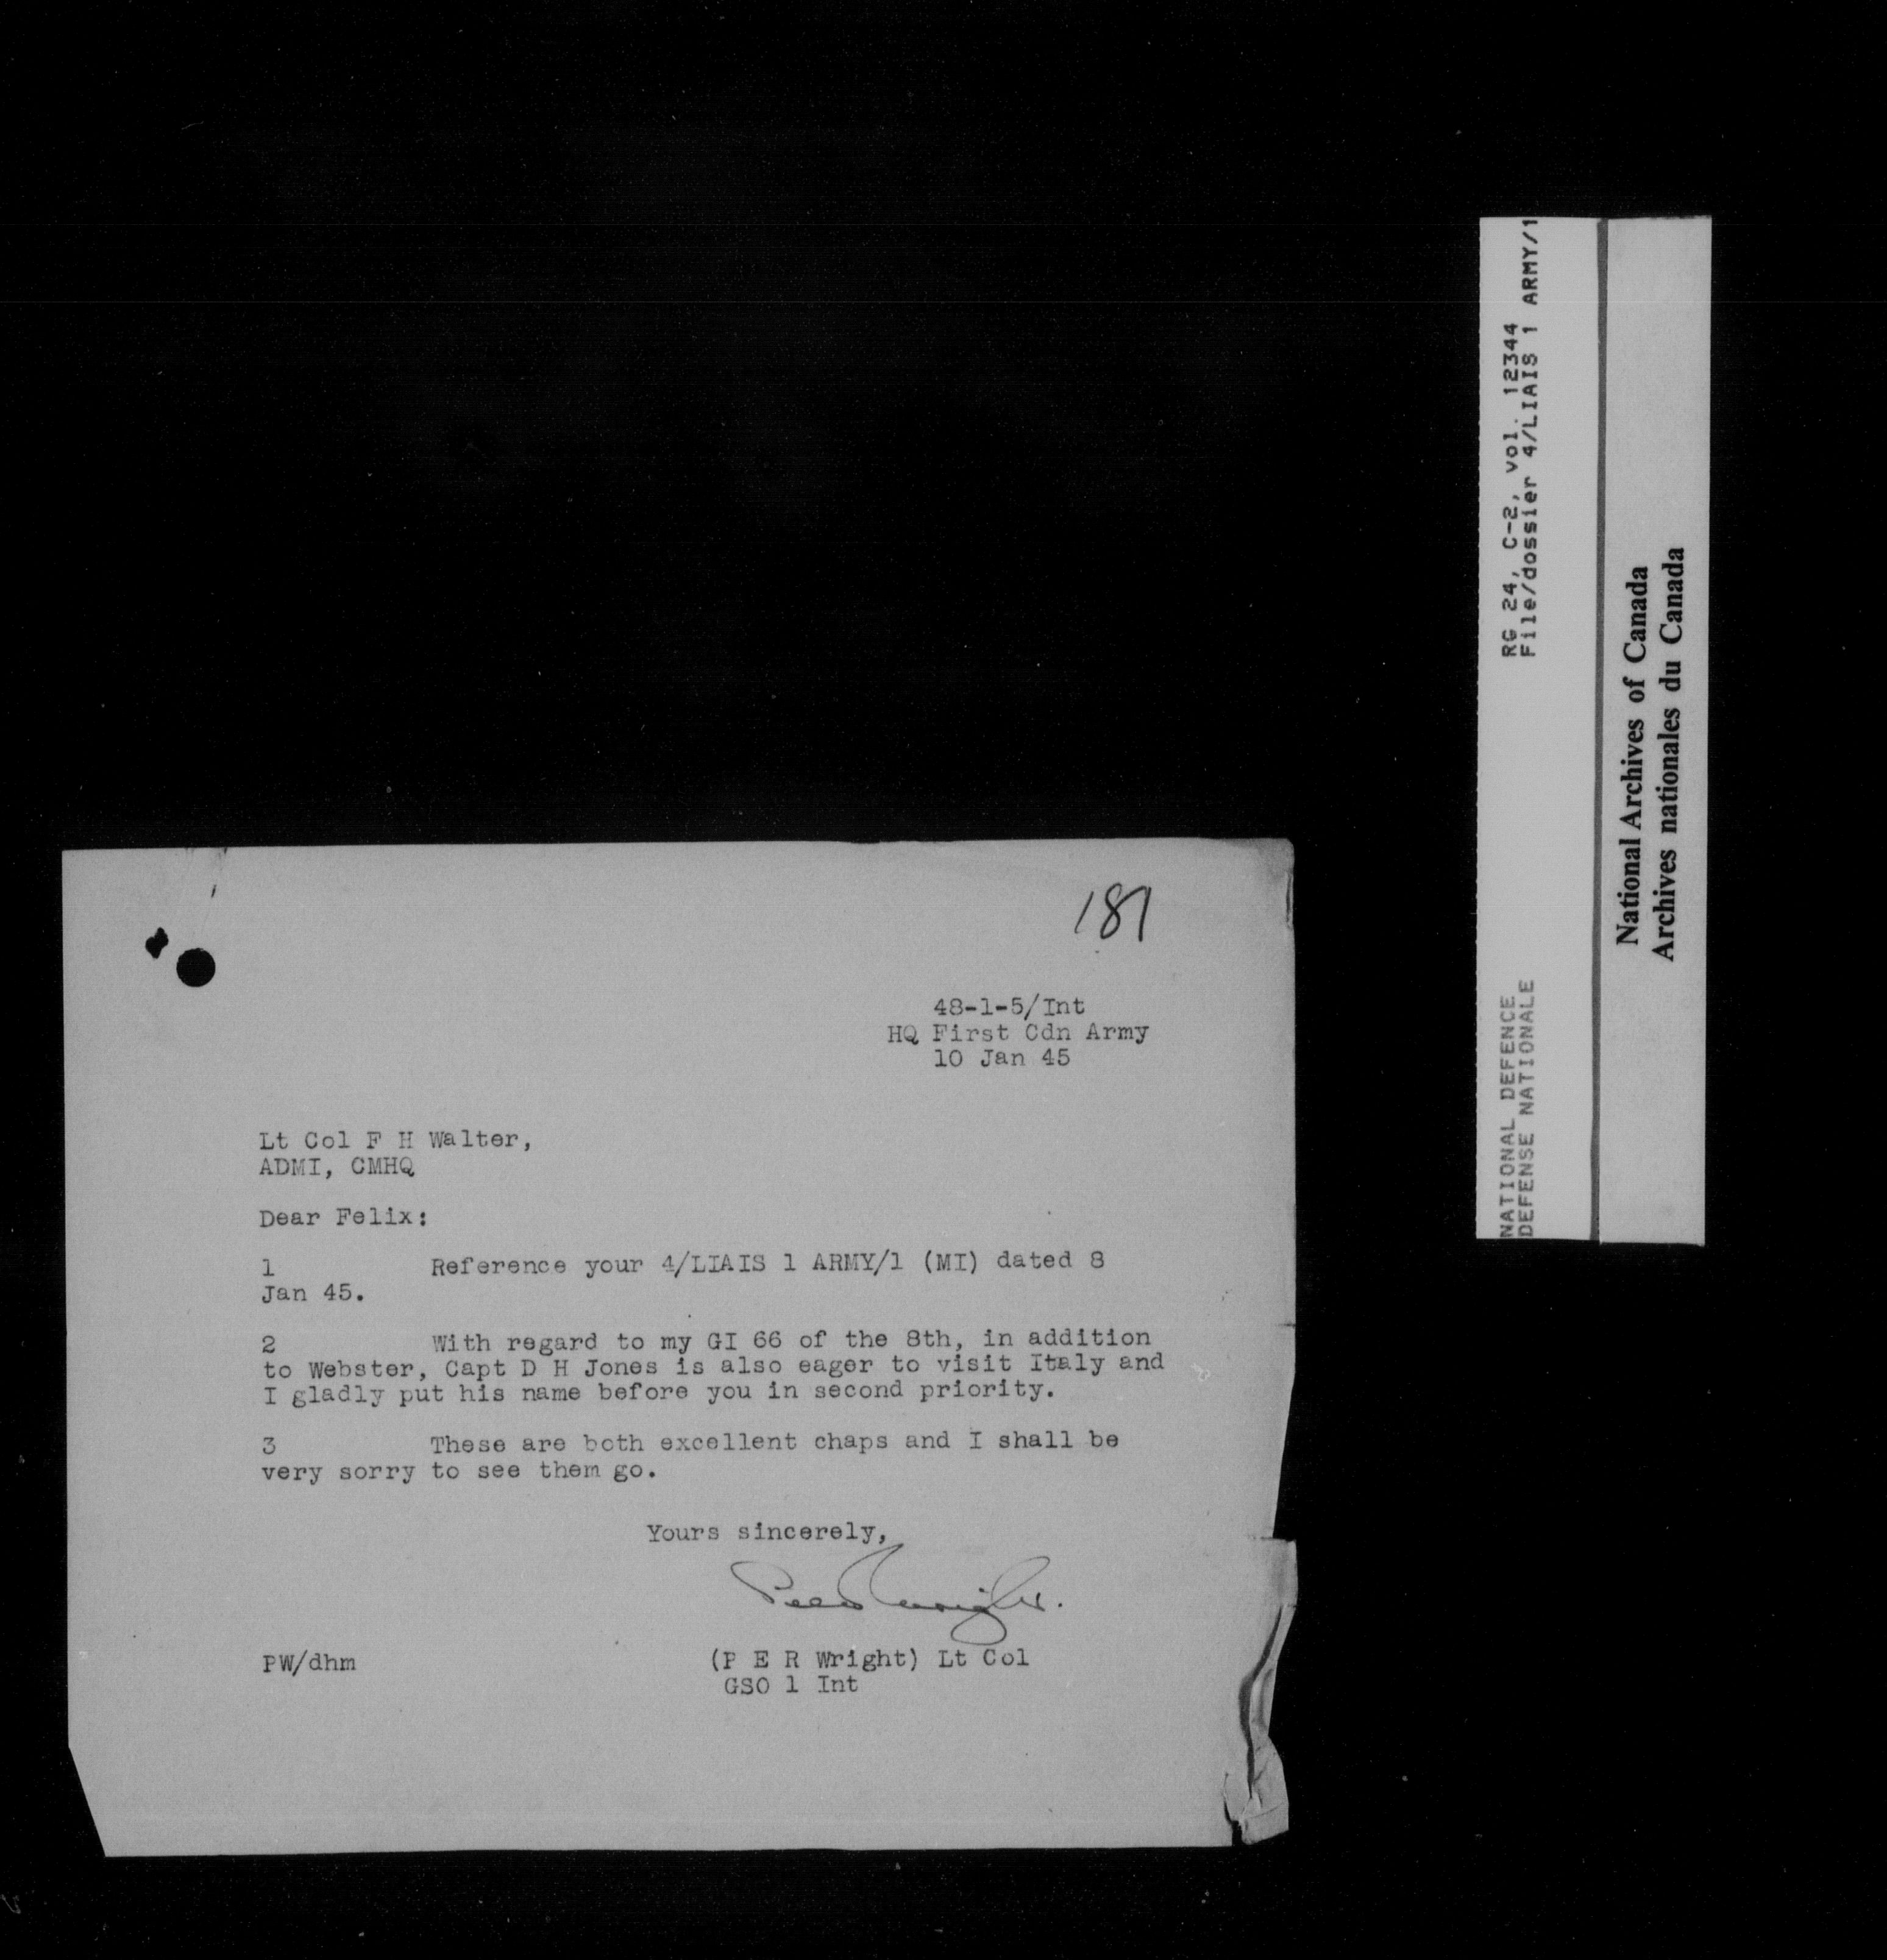 181
48-1-5/Int
HQ First Cdn Army
10 Jan 45
Lt Col F H Walter,
ADMI, CMHQ
Dear Felix:
1 Reference your 4/LIAIS 1 ARMY/1 (MI) dated 8
Jan 45.
2 With regard to my GI 66 of the 8th, in addition
to Webster, Capt D H Jones is also eager to visit Italy and
I gladly put his name before you in second priority.
3 These are both excellent chaps and I shall be
very sorry to see them go.
Yours sincerely,
PW/dhm
(P E R Wright) Lt Col
GSO 1 Int
NATIONAL DEFENCE
DEFENSE NATIONALE
RG 24, C-2, vol. 12344
File/dossier 4/LIAIS 1 ARMY/1
National Archives of Canada
Archives nationales du Canada